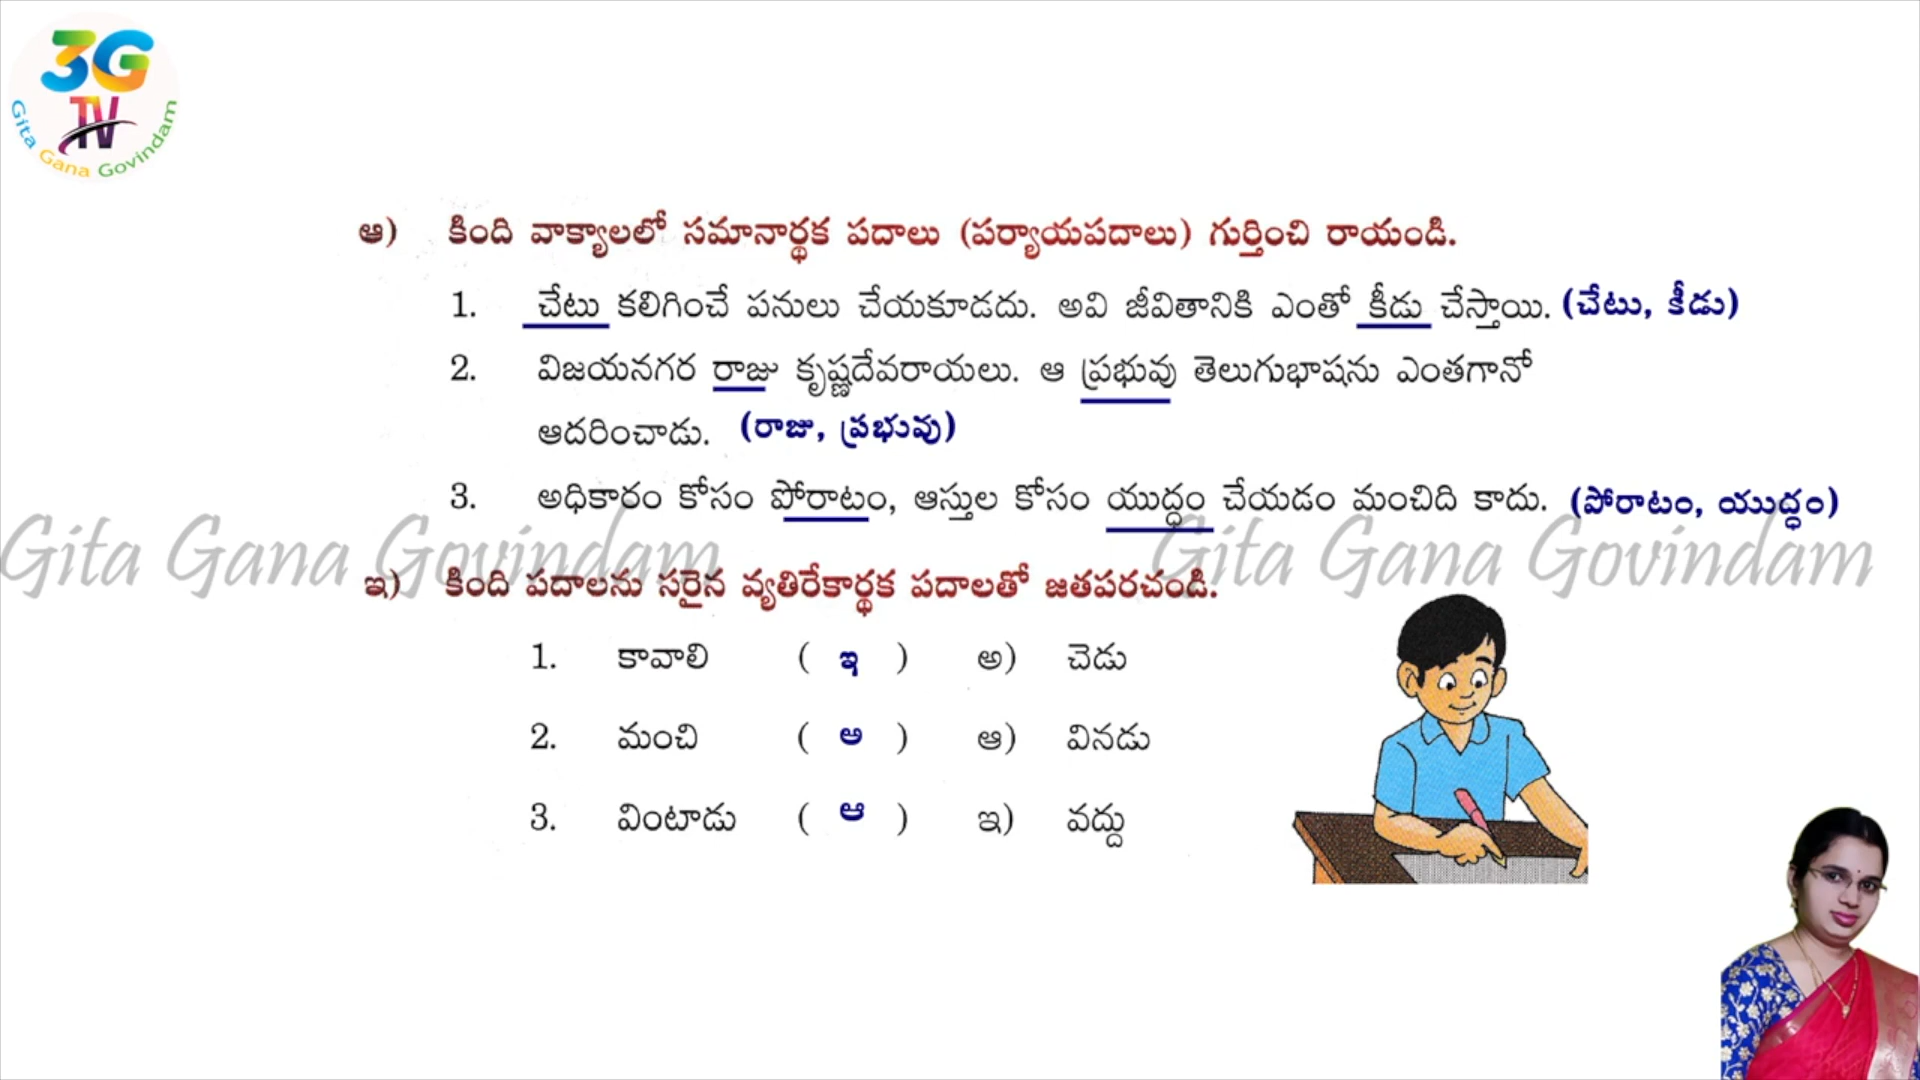 3G
TV
Gita Gana Govindam
ఆ) కింది వాక్యాలలో సమానార్థక పదాలు (పర్యాయపదాలు) గుర్తించి రాయండి.
1. చేటు కలిగించే పనులు చేయకూడదు. అవి జీవితానికి ఎంతో కీడు చేస్తాయి. (చేటు, కీడు)
2. విజయనగర రాజు కృష్ణదేవరాయలు. ఆ ప్రభువు తెలుగుభాషను ఎంతగానో
ఆదరించాడు. (రాజు, ప్రభువు)
3. అధికారం కోసం పోరాటం, ఆస్తుల కోసం యుద్ధం చేయడం మంచిది కాదు. (పోరాటం, యుద్ధం)
Gita Gana Govindam Gita Gana Govindam
ఇ) కింది పదాలను సరైన వ్యతిరేకార్థక పదాలతో జతపరచండి.
1. కావాలి ( ఇ ) అ) చెడు
2. మంచి ( అ ) ఆ) వినడు
3. వింటాడు ( ఆ ) ఇ) వద్దు